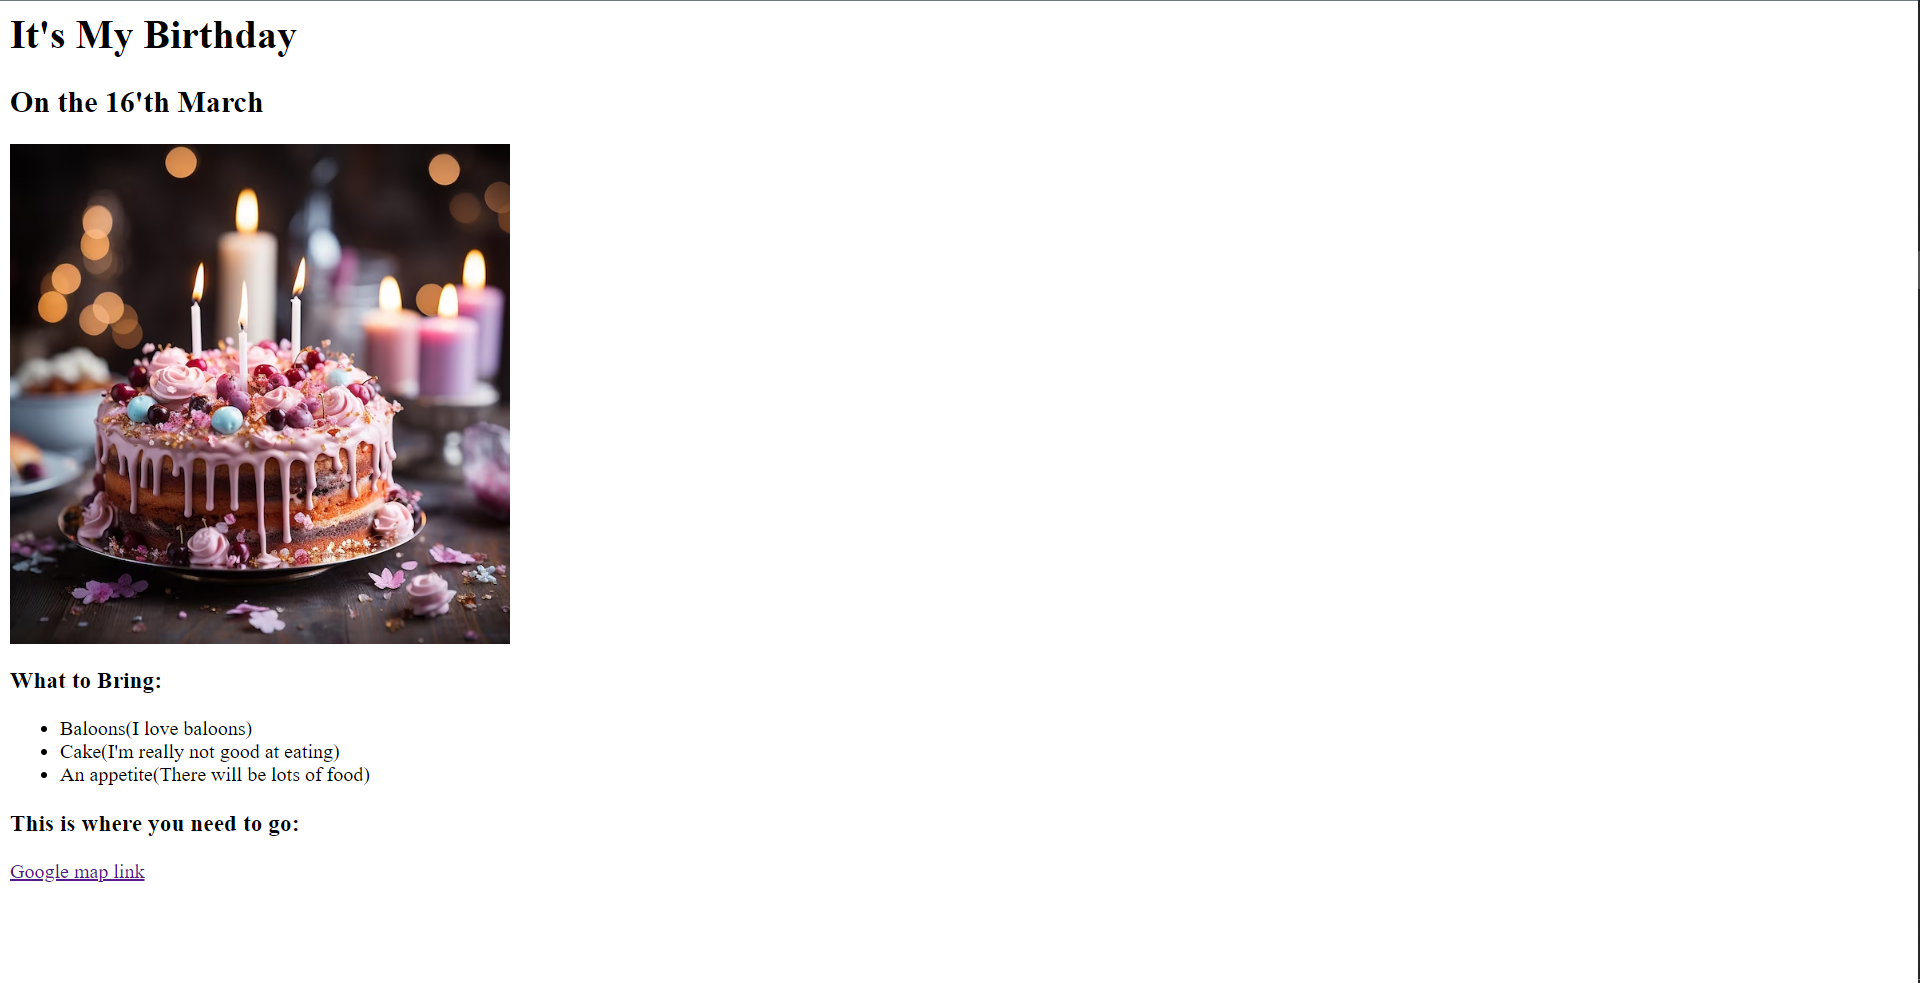 It's My Birthday
On the 16'th March
What to Bring:
Baloons(I love baloons)
Cake(I'm really not good at eating)
An appetite(There will be lots of food)
This is where you need to go:
Google map link